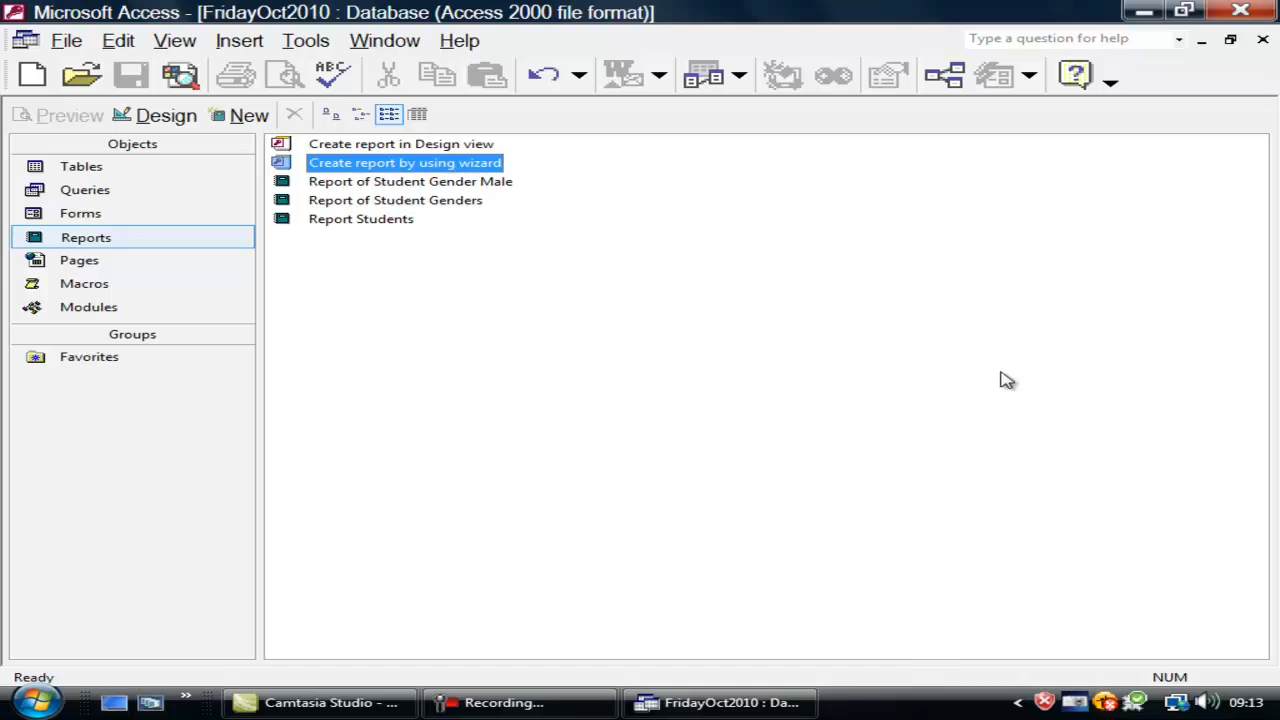 Microsoft Access - [FridayOct2010 : Database (Access 2000 file format)]
File Edit View Insert Tools Window Help
Type a question for help
ABC
Preview Design New
Objects
Tables
Queries
Forms
Reports
Pages
Macros
Modules
Groups
Favorites
Create report in Design view
Create report by using wizard
Report of Student Gender Male
Report of Student Genders
Report Students
Ready
NUM
Camtasia Studio - ...
Recording...
FridayOct2010 : Da...
09:13